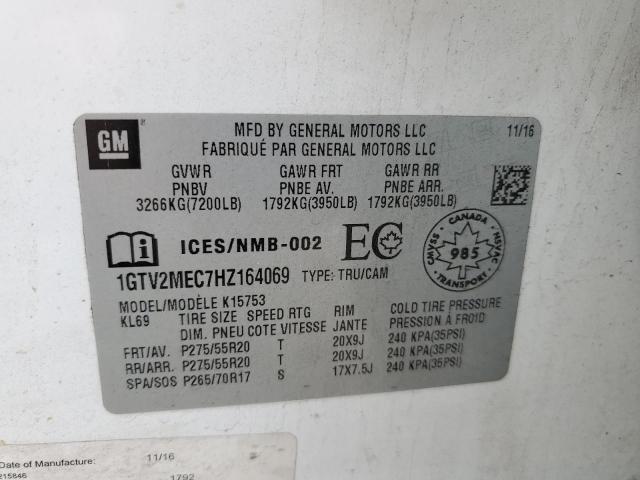 GM
MFD BY GENERAL MOTORS LLC 11/16
FABRIQUÉ PAR GENERAL MOTORS LLC
GVWR GAWR FRT GAWR RR
PNBV PNBE AV. PNBE ARR.
3266KG(7200LB) 1792KG(3950LB) 1792KG(3950LB)
ICES/NMB-002 EC
CANADA CMVSS 985 NSVAC TRANSPORT
1GTV2MEC7HZ164069 TYPE: TRU/CAM
MODEL/MODÈLE K15753
KL69 TIRE SIZE SPEED RTG RIM COLD TIRE PRESSURE
DIM. PNEU COTE VITESSE JANTE PRESSION À FROID
FRT/AV. P275/55R20 T 20X9J 240 KPA(35PSI)
RR/ARR. P275/55R20 T 20X9J 240 KPA(35PSI)
SPA/SOS P265/70R17 S 17X7.5J 240 KPA(35PSI)
Date of Manufacture: 11/16
215846 1792